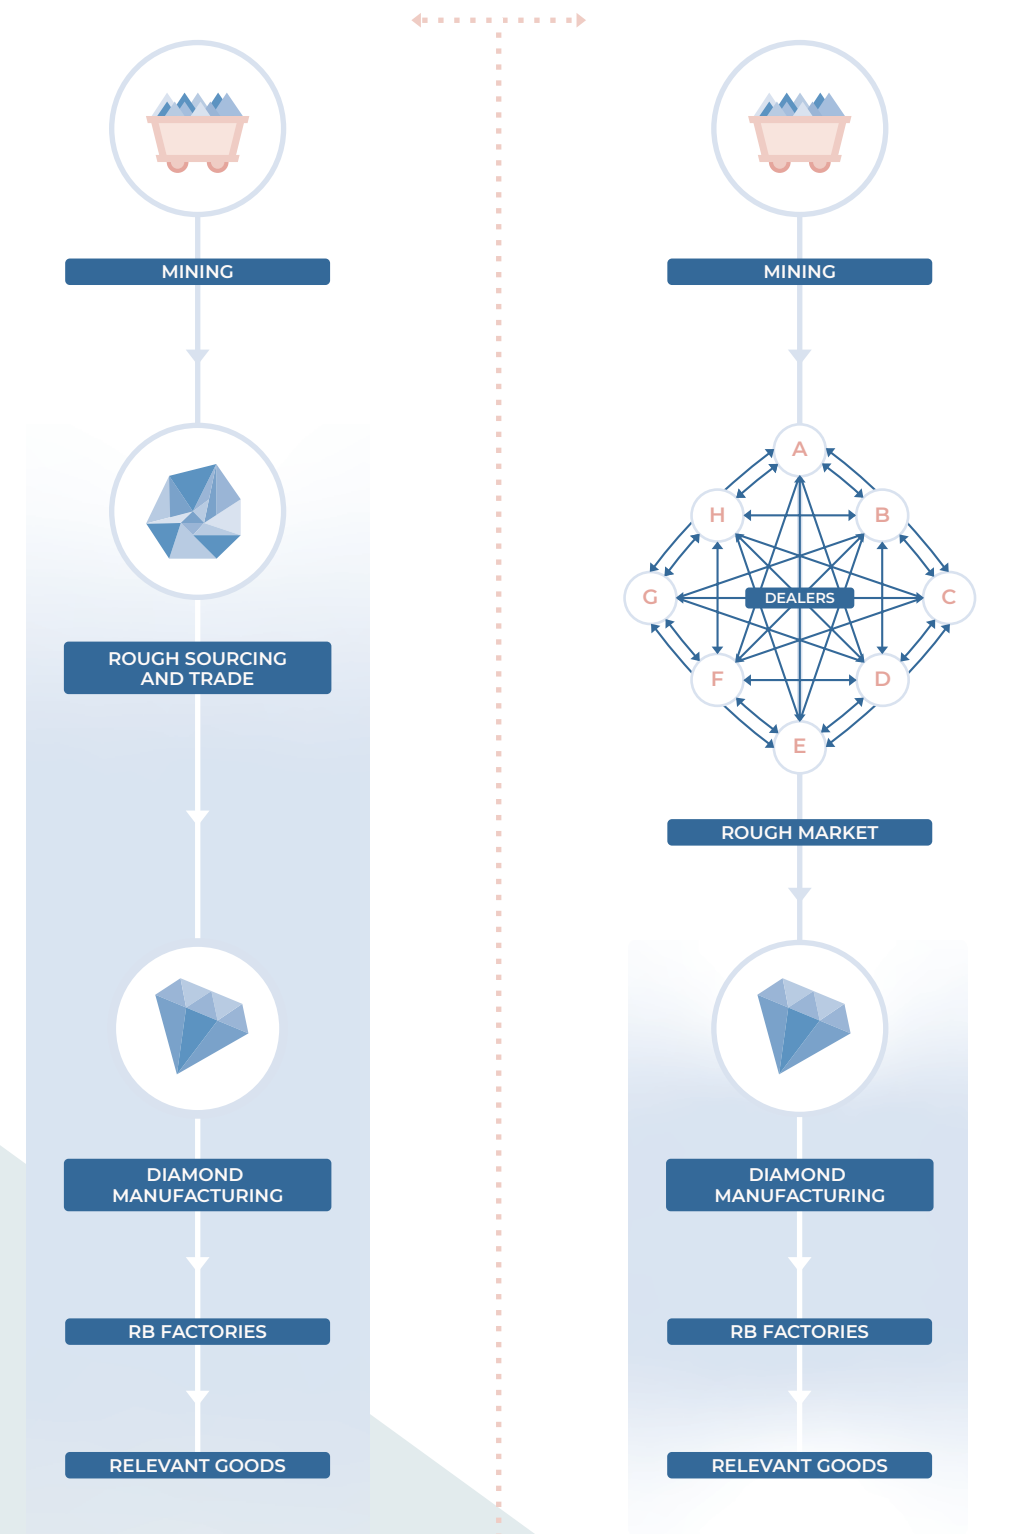 MINING
ROUGH SOURCING
AND TRADE
DIAMOND
MANUFACTURING
RB FACTORIES
RELEVANT GOODS
MINING
A
H
B
G
DEALERS
C
F
D
E
ROUGH MARKET
DIAMOND
MANUFACTURING
RB FACTORIES
RELEVANT GOODS